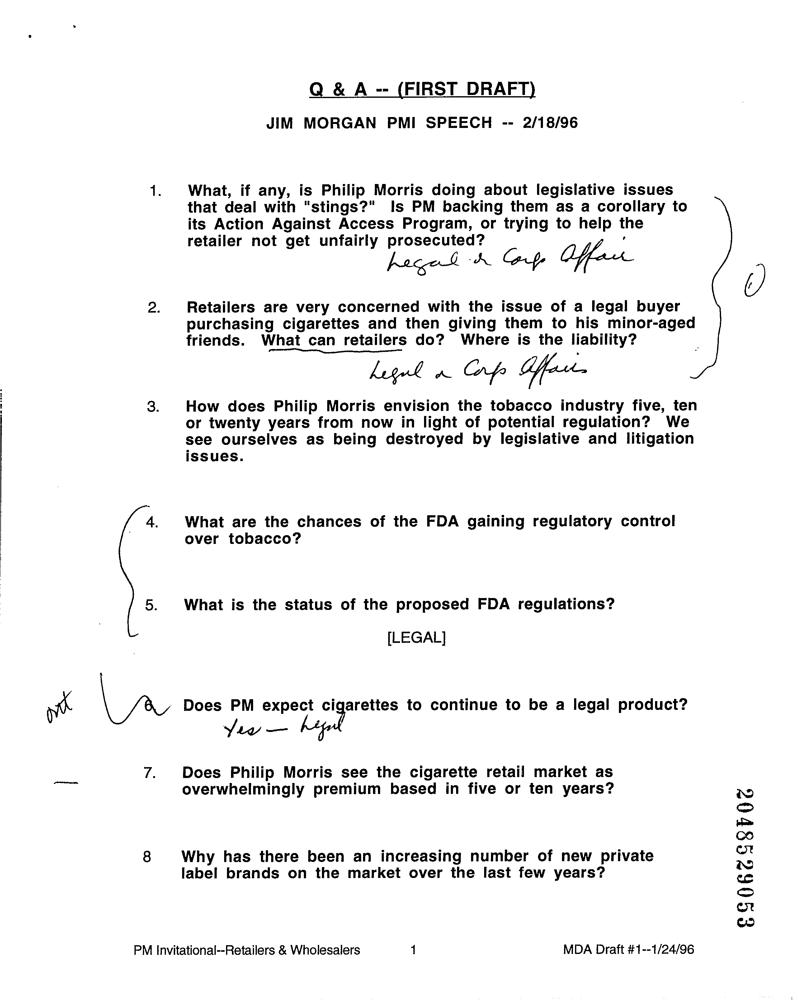 Q & A -- (FIRST DRAFT)
JIM MORGAN PMI SPEECH -- 2/18/96
1. What, if any, is Philip Morris doing about legislative issues
that deal with "stings?" Is PM backing them as a corollary to
its Action Against Access Program, or trying to help the
retailer not get unfairly prosecuted?
Legal & Corp Affair
1
2. Retailers are very concerned with the issue of a legal buyer
purchasing cigarettes and then giving them to his minor-aged
friends. What can retailers do? Where is the liability?
Legal & Corp Affairs
3. How does Philip Morris envision the tobacco industry five, ten
or twenty years from now in light of potential regulation? We
see ourselves as being destroyed by legislative and litigation
issues.
4. What are the chances of the FDA gaining regulatory control
over tobacco?
5. What is the status of the proposed FDA regulations?
[LEGAL]
out
6. Does PM expect cigarettes to continue to be a legal product?
Yes — Legal
7. Does Philip Morris see the cigarette retail market as
overwhelmingly premium based in five or ten years?
8 Why has there been an increasing number of new private
label brands on the market over the last few years?
2048529053
PM Invitational--Retailers & Wholesalers 1 MDA Draft #1--1/24/96